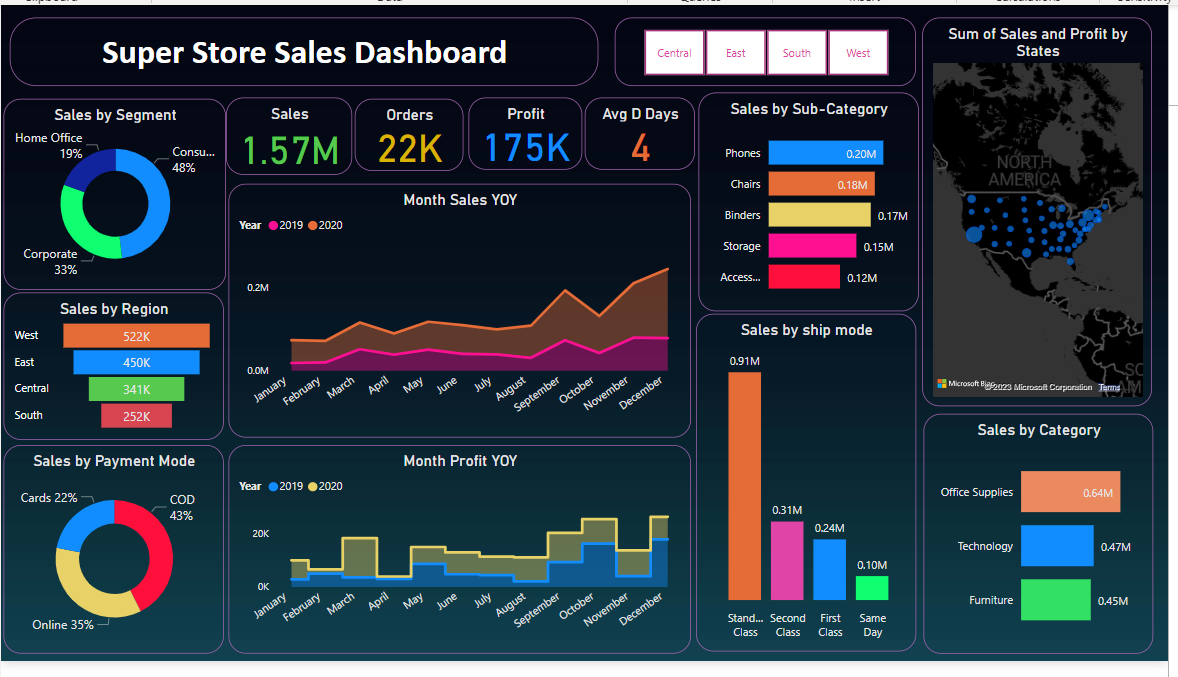 Super Store Sales Dashboard
Central
East
South
West
Sum of Sales and Profit by
States
NORTH
AMERICA
Microsoft
©2023 Microsoft Corporation
Terms
Sales by Segment
Home Office
19%
Consu...
48%
Corporate
33%
Sales
1.57M
Orders
22K
Profit
175K
Avg D Days
4
Sales by Sub-Category
Phones 0.20M
Chairs 0.18M
Binders 0.17M
Storage 0.15M
Access... 0.12M
Month Sales YOY
Year 2019 2020
0.2M
0.0M
January
February
March
April
May
June
July
August
September
October
November
December
Sales by Region
West 522K
East 450K
Central 341K
South 252K
Sales by ship mode
0.91M
0.31M
0.24M
0.10M
Stand...
Class
Second
Class
First
Class
Same
Day
Sales by Payment Mode
Cards 22%
COD
43%
Online 35%
Month Profit YOY
Year 2019 2020
20K
0K
January
February
March
April
May
June
July
August
September
October
November
December
Sales by Category
Office Supplies 0.64M
Technology 0.47M
Furniture 0.45M